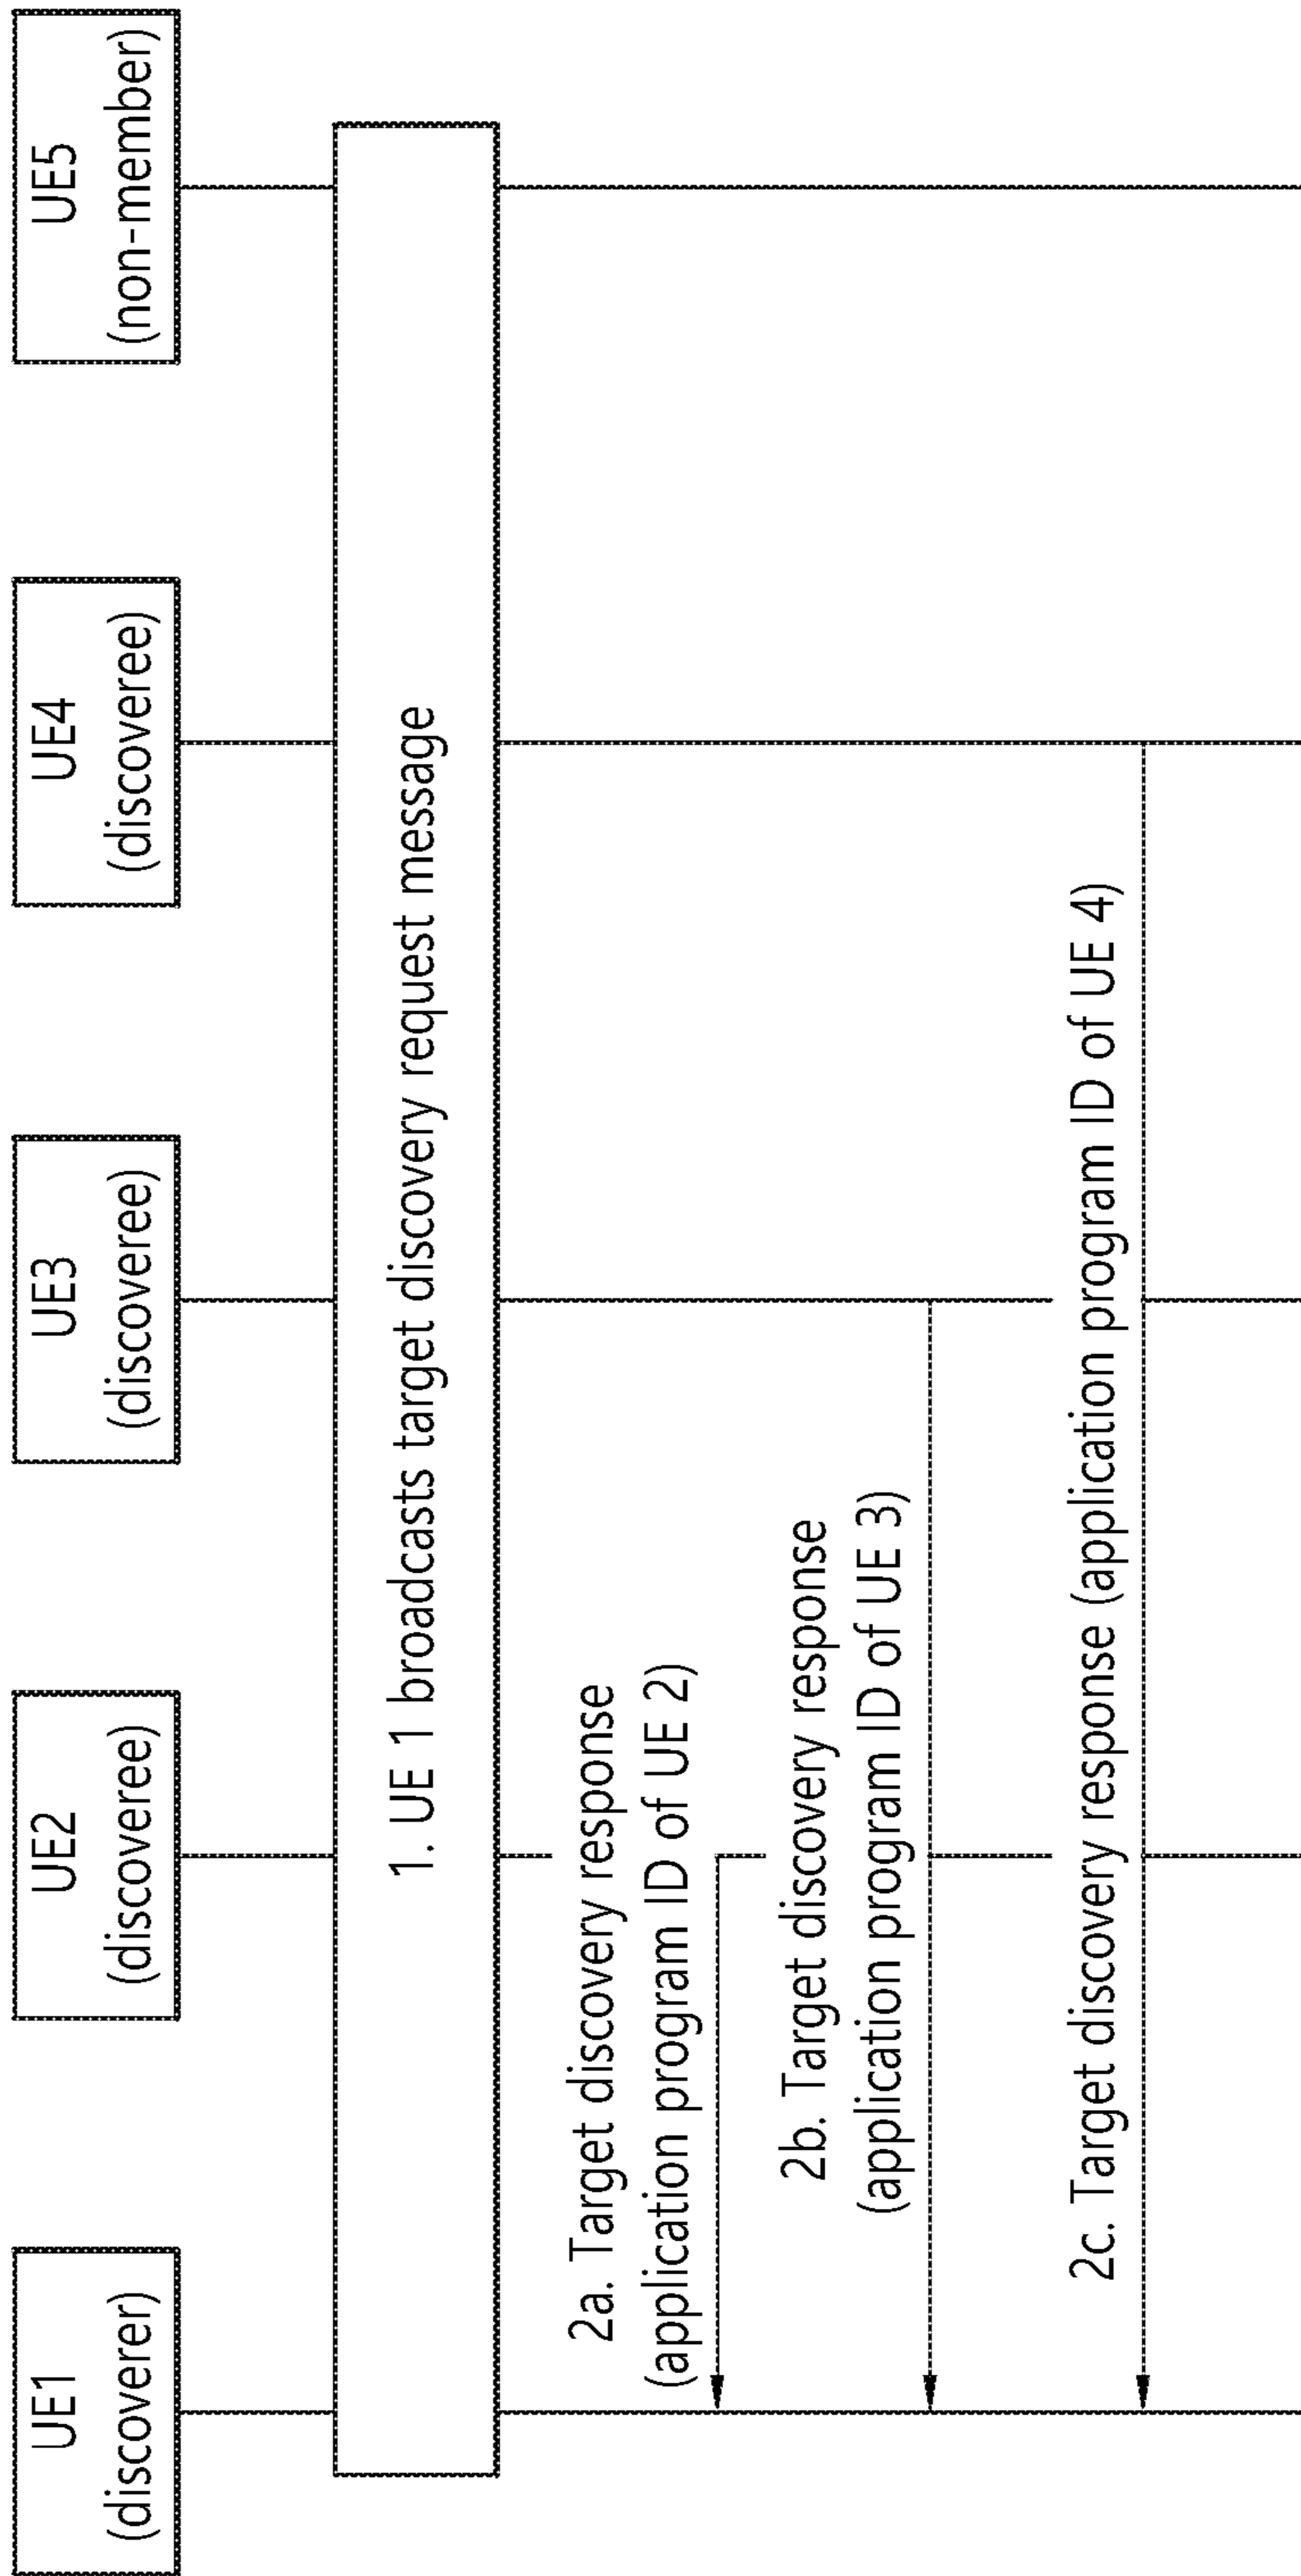 UE1
(discoverer)
UE2
(discoveree)
UE3
(discoveree)
UE4
(discoveree)
UE5
(non-member)
1. UE 1 broadcasts target discovery request message
2a. Target discovery response
(application program ID of UE 2)
2b. Target discovery response
(application program ID of UE 3)
2c. Target discovery response (application program ID of UE 4)